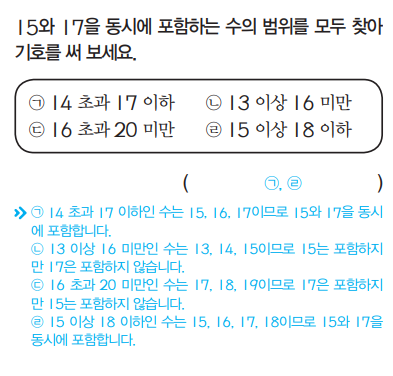 15와 17을 동시에 포함하는 수의 범위를 모두 찾아
기호를 써 보세요.
㉠ 14 초과 17 이하 ㉡ 13 이상 16 미만
㉢ 16 초과 20 미만 ㉣ 15 이상 18 이하
( ㉠, ㉣ )
≫ ㉠ 14 초과 17 이하인 수는 15, 16, 17이므로 15와 17을 동시
에 포함합니다.
㉡ 13 이상 16 미만인 수는 13, 14, 15이므로 15는 포함하지
만 17은 포함하지 않습니다.
㉢ 16 초과 20 미만인 수는 17, 18, 19이므로 17은 포함하지
만 15는 포함하지 않습니다.
㉣ 15 이상 18 이하인 수는 15, 16, 17, 18이므로 15와 17을
동시에 포함합니다.